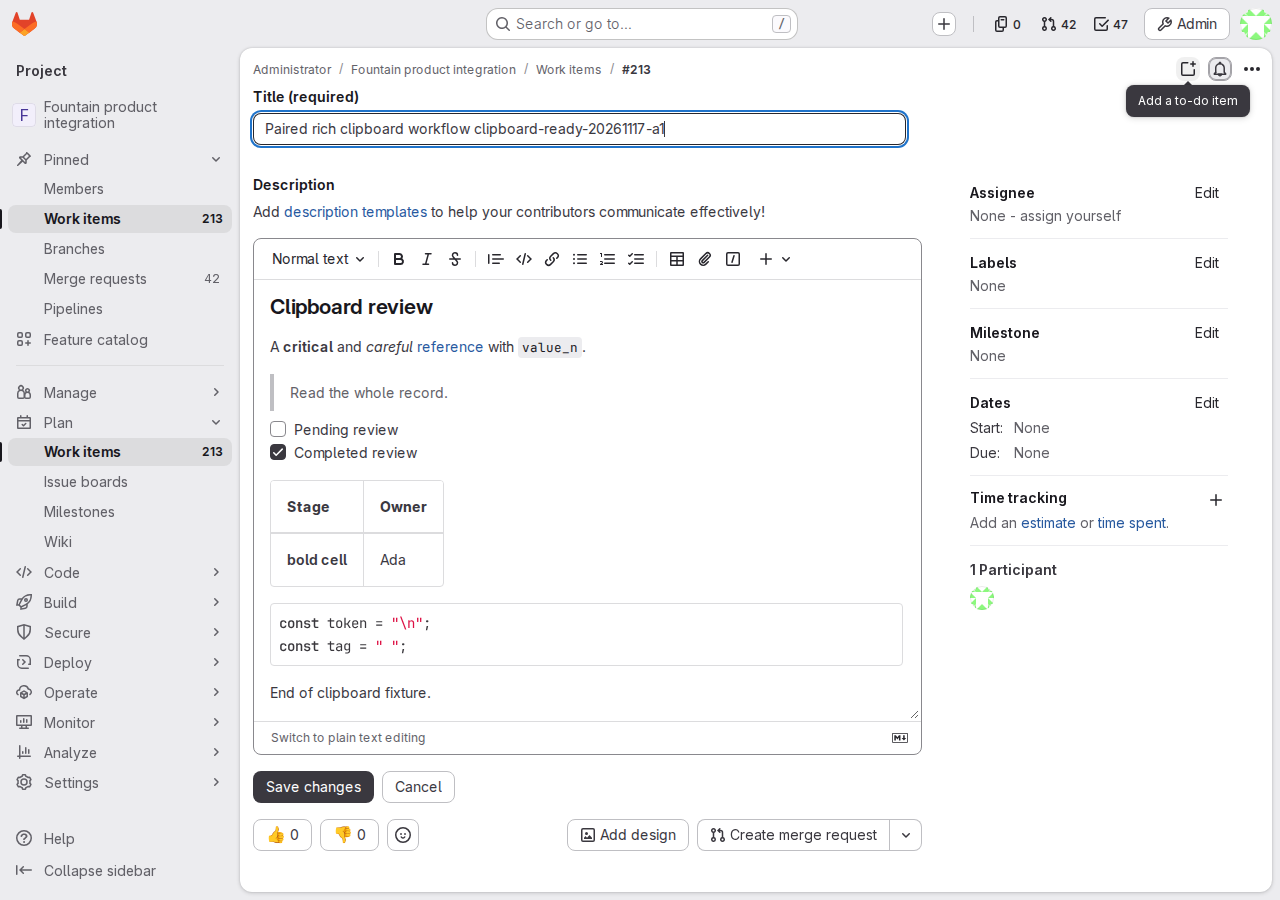 Search or go to...
/
0
42
47
Admin
Project
F
Fountain product integration
Pinned
Members
Work items
213
Branches
Merge requests
42
Pipelines
Feature catalog
Manage
Plan
Work items
213
Issue boards
Milestones
Wiki
Code
Build
Secure
Deploy
Operate
Monitor
Analyze
Settings
Help
Collapse sidebar
Administrator / Fountain product integration / Work items / #213
Add a to-do item
Title (required)
Paired rich clipboard workflow clipboard-ready-20261117-a1
Description
Add description templates to help your contributors communicate effectively!
Normal text
Clipboard review
A critical and careful reference with value_n.
Read the whole record.
Pending review
Completed review
Stage Owner
bold cell Ada
const token = "\n";
const tag = " ";
End of clipboard fixture.
Switch to plain text editing
Save changes
Cancel
👍 0
👎 0
Add design
Create merge request
Assignee
Edit
None - assign yourself
Labels
Edit
None
Milestone
Edit
None
Dates
Edit
Start: None
Due: None
Time tracking
Add an estimate or time spent.
1 Participant